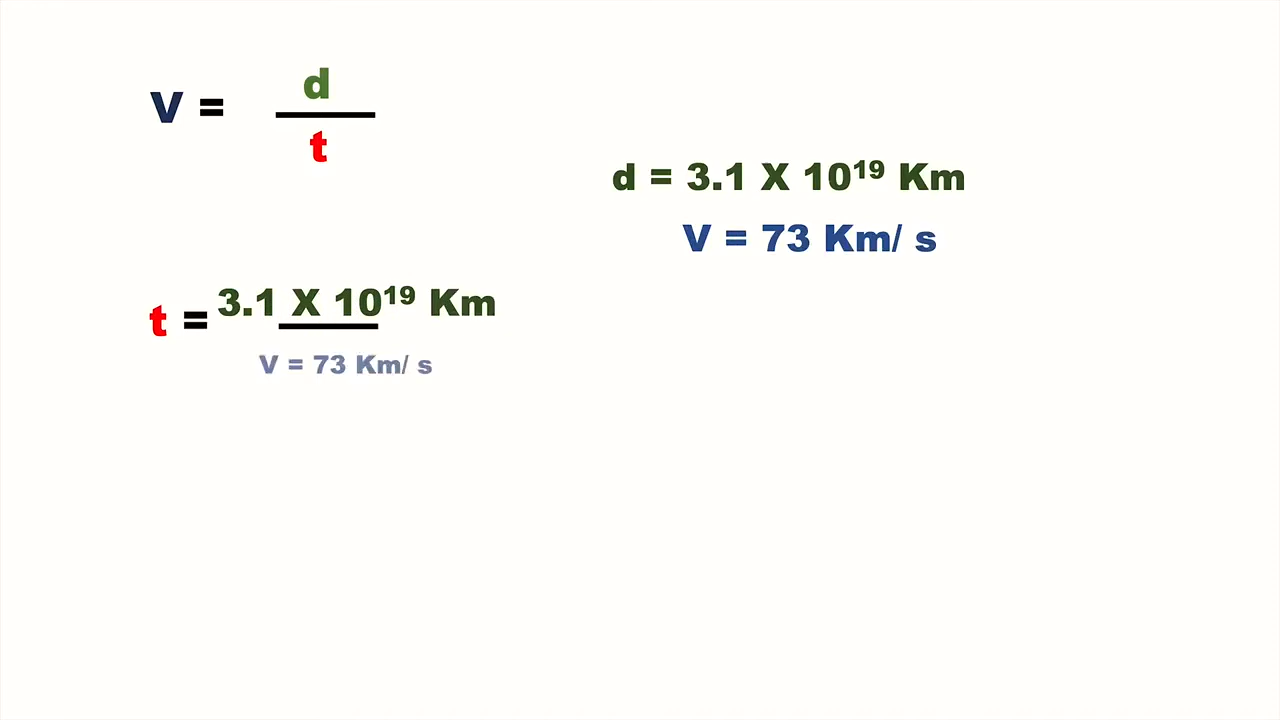 V = d
t
d = 3.1 X 10¹⁹ Km
V = 73 Km/ s
t = 3.1 X 10¹⁹ Km
V = 73 Km/ s